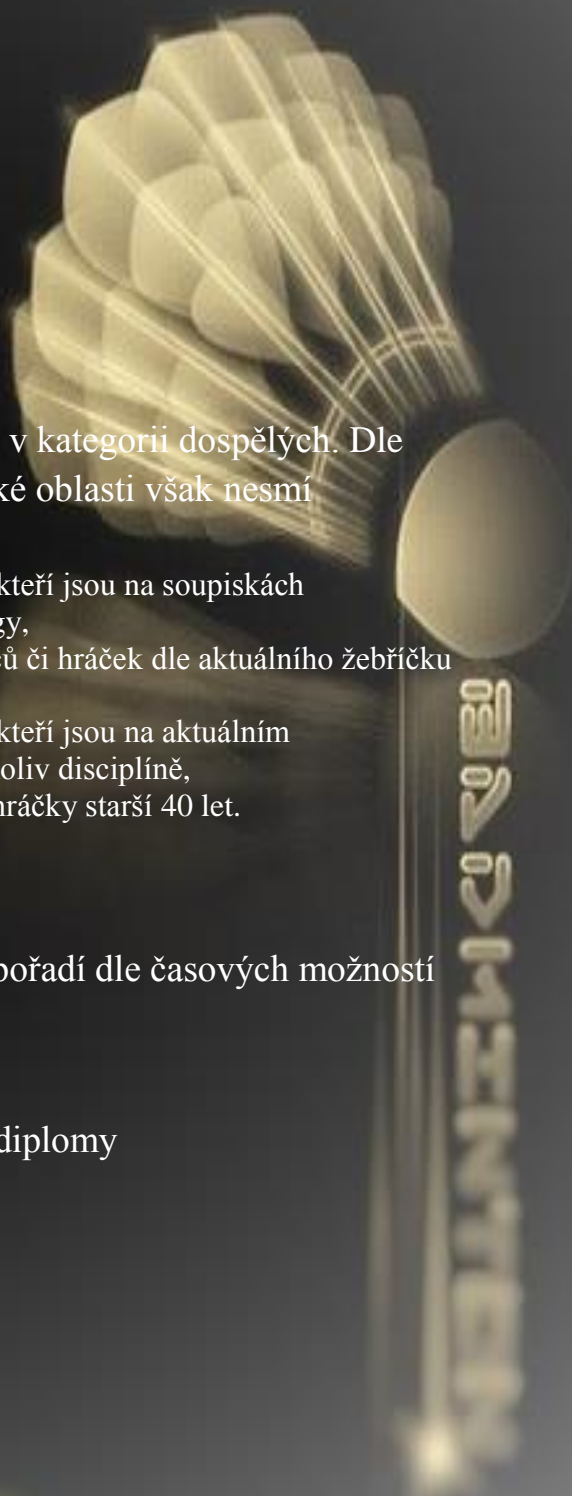 v kategorii dospělých. Dle
ké oblasti však nesmí
kteří jsou na soupiskách
gy,
ců či hráček dle aktuálního žebříčku
kteří jsou na aktuálním
oliv disciplíně,
hráčky starší 40 let.
pořadí dle časových možností
diplomy